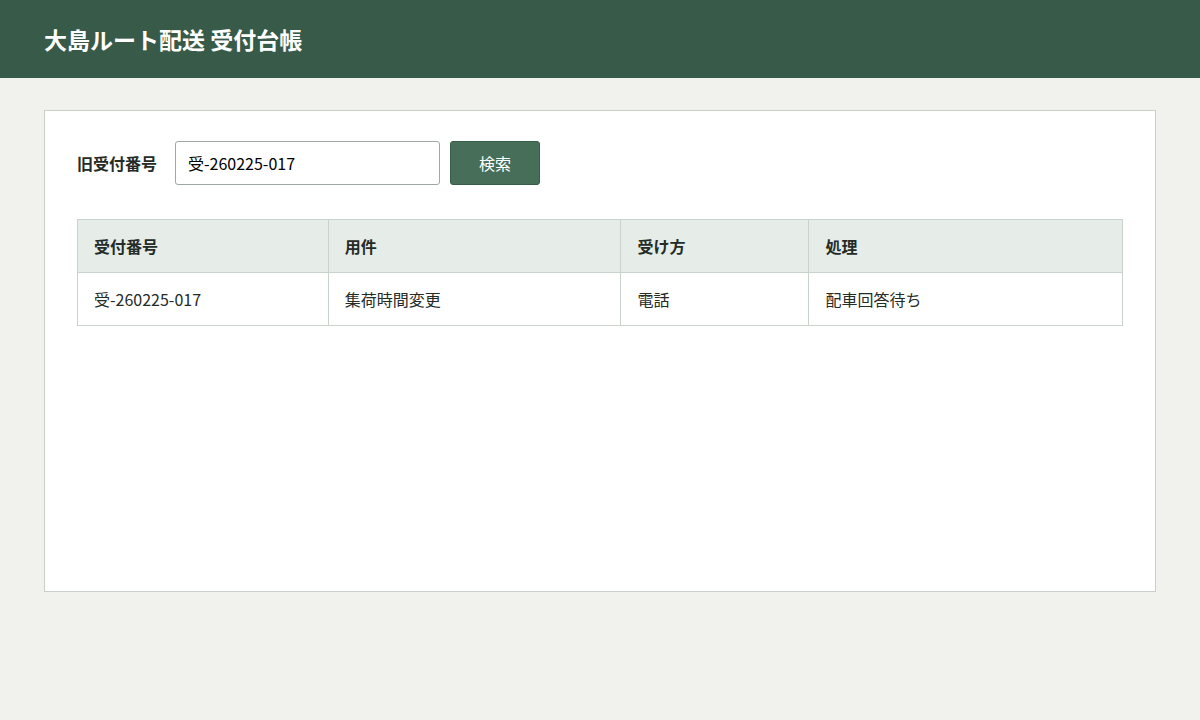 大島ルート配送 受付台帳
旧受付番号 受-260225-017 検索
受付番号 用件 受け方 処理
受-260225-017 集荷時間変更 電話 配車回答待ち